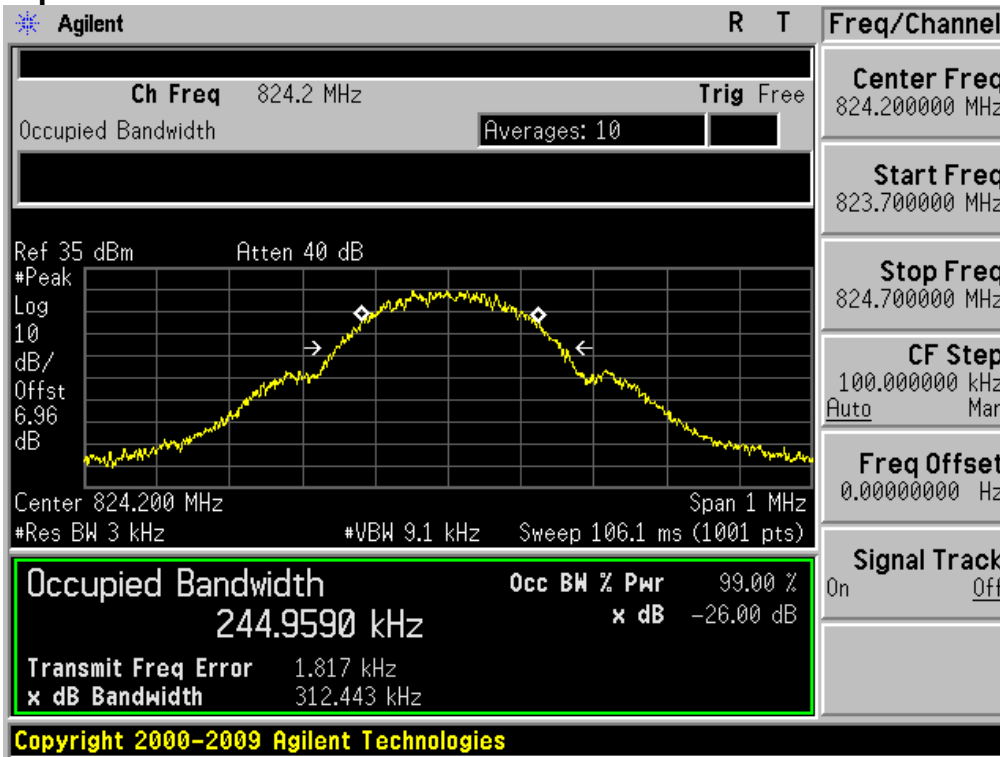 Agilent R T Freq/Channel
Ch Freq 824.2 MHz Trig Free
Occupied Bandwidth Averages: 10
Center Freq
824.200000 MHz
Start Freq
823.700000 MHz
Stop Freq
824.700000 MHz
CF Step
100.000000 kHz
Auto Man
Freq Offset
0.00000000 Hz
Signal Track
On Off
Ref 35 dBm Atten 40 dB
#Peak
Log
10
dB/
Offst
6.96
dB
Center 824.200 MHz Span 1 MHz
#Res BW 3 kHz #VBW 9.1 kHz Sweep 106.1 ms (1001 pts)
Occupied Bandwidth Occ BW % Pwr 99.00 %
244.9590 kHz x dB -26.00 dB
Transmit Freq Error 1.817 kHz
x dB Bandwidth 312.443 kHz
Copyright 2000-2009 Agilent Technologies